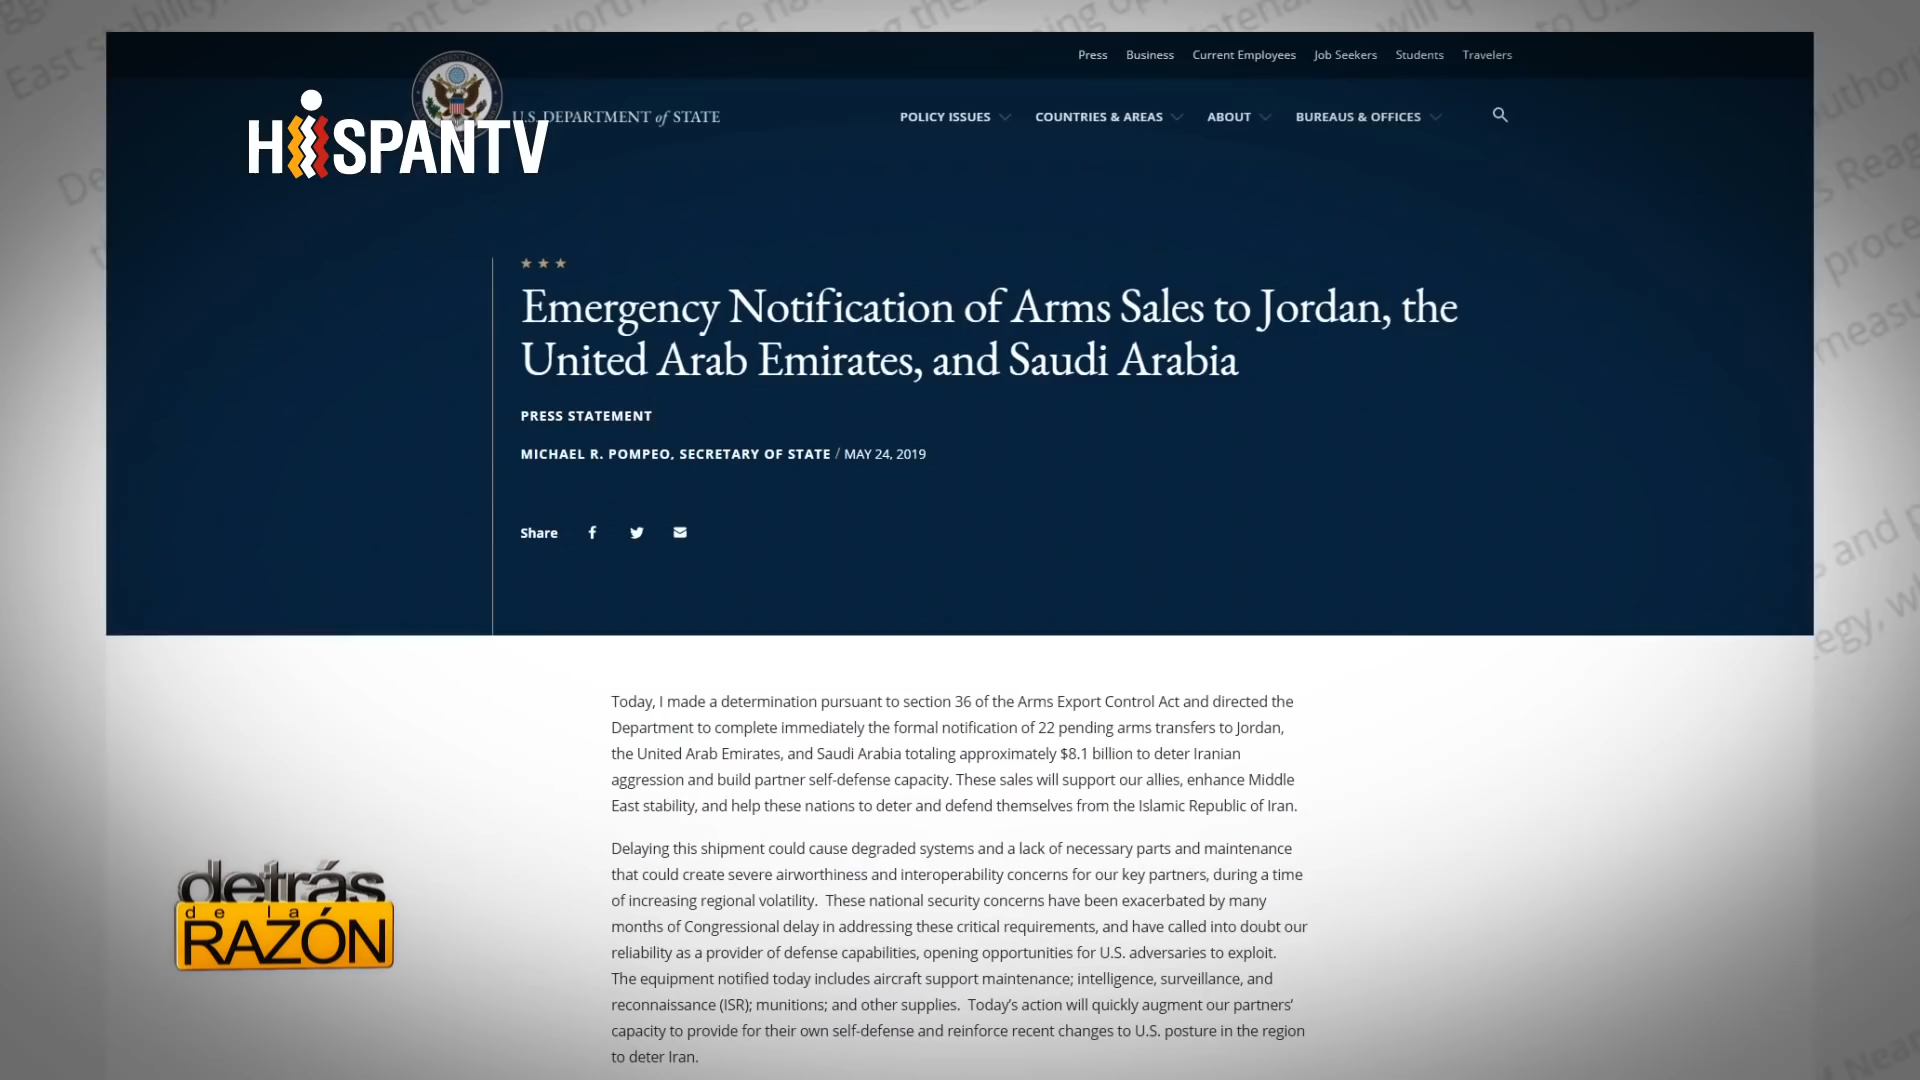 Press Business Current Employees Job Seekers Students Travelers
U.S. DEPARTMENT of STATE
POLICY ISSUES COUNTRIES & AREAS ABOUT BUREAUS & OFFICES
HISPANTV
Emergency Notification of Arms Sales to Jordan, the
United Arab Emirates, and Saudi Arabia
PRESS STATEMENT
MICHAEL R. POMPEO, SECRETARY OF STATE / MAY 24, 2019
Share
Today, I made a determination pursuant to section 36 of the Arms Export Control Act and directed the
Department to complete immediately the formal notification of 22 pending arms transfers to Jordan,
the United Arab Emirates, and Saudi Arabia totaling approximately $8.1 billion to deter Iranian
aggression and build partner self-defense capacity. These sales will support our allies, enhance Middle
East stability, and help these nations to deter and defend themselves from the Islamic Republic of Iran.
Delaying this shipment could cause degraded systems and a lack of necessary parts and maintenance
that could create severe airworthiness and interoperability concerns for our key partners, during a time
of increasing regional volatility. These national security concerns have been exacerbated by many
months of Congressional delay in addressing these critical requirements, and have called into doubt our
reliability as a provider of defense capabilities, opening opportunities for U.S. adversaries to exploit.
The equipment notified today includes aircraft support maintenance; intelligence, surveillance, and
reconnaissance (ISR); munitions; and other supplies. Today's action will quickly augment our partners'
capacity to provide for their own self-defense and reinforce recent changes to U.S. posture in the region
to deter Iran.
detrás
de la
RAZÓN